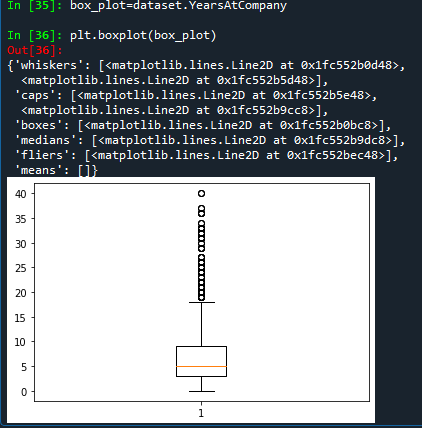 In [35]: box_plot=dataset.YearsAtCompany
In [36]: plt.boxplot(box_plot)
Out[36]:
{'whiskers': [<matplotlib.lines.Line2D at 0x1fc552b0d48>,
<matplotlib.lines.Line2D at 0x1fc552b5d48>],
'caps': [<matplotlib.lines.Line2D at 0x1fc552b5e48>,
<matplotlib.lines.Line2D at 0x1fc552b9cc8>],
'boxes': [<matplotlib.lines.Line2D at 0x1fc552b0bc8>],
'medians': [<matplotlib.lines.Line2D at 0x1fc552b9dc8>],
'fliers': [<matplotlib.lines.Line2D at 0x1fc552bec48>],
'means': []}
40
35
30
25
20
15
10
5
0
1